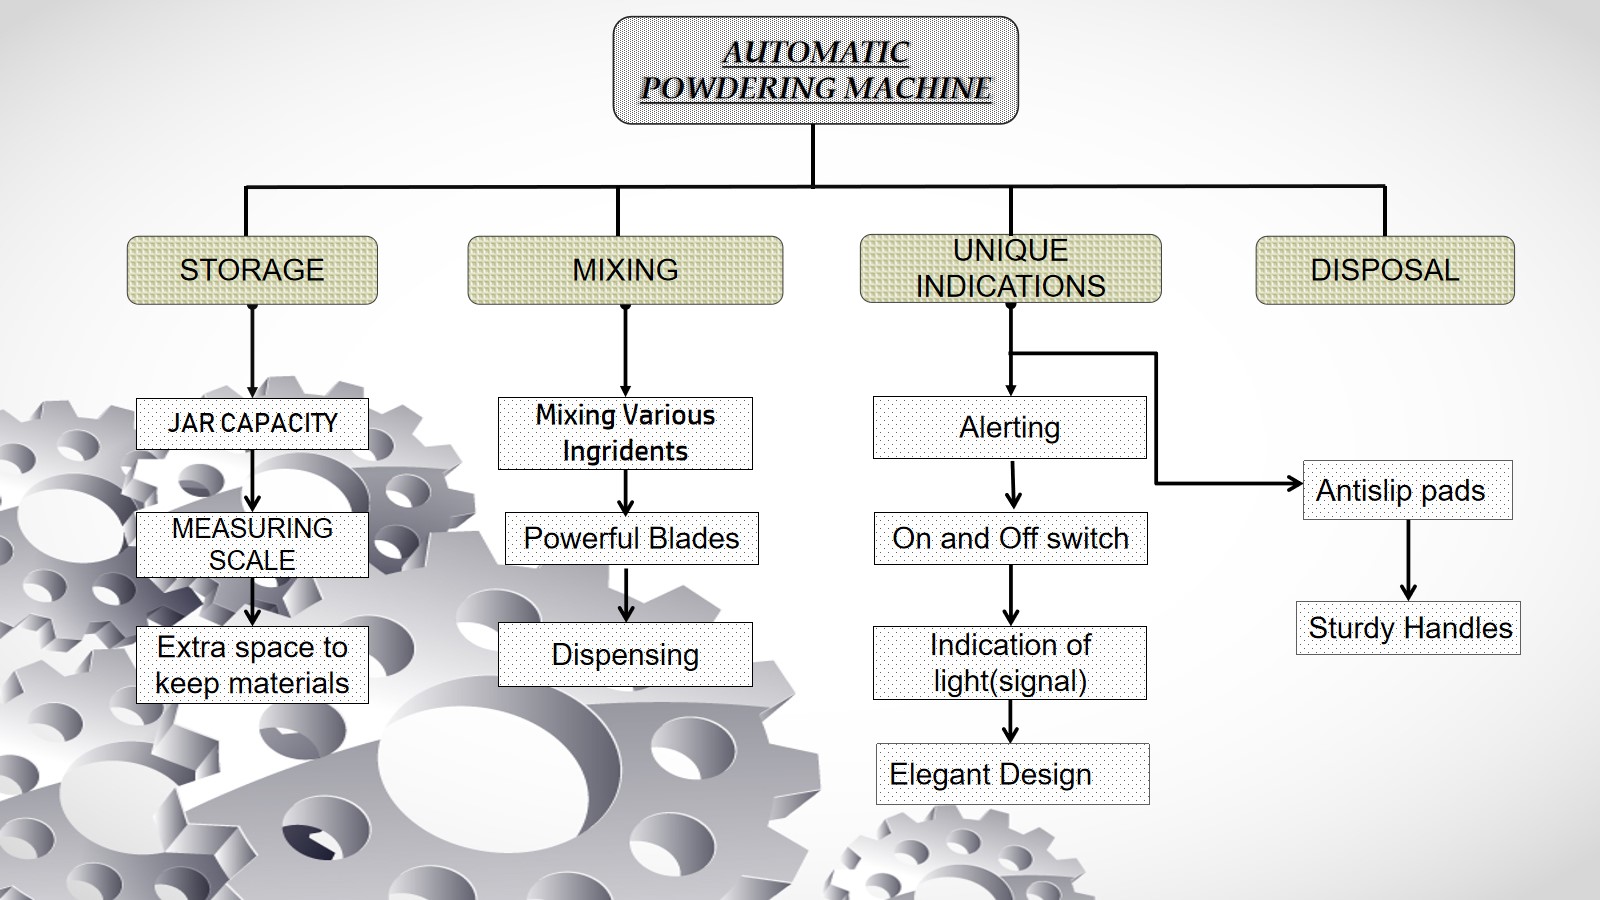 AUTOMATIC
POWDERING MACHINE
STORAGE
MIXING
UNIQUE
INDICATIONS
DISPOSAL
JAR CAPACITY
MEASURING
SCALE
Extra space to
keep materials
Mixing Various
Ingridents
Powerful Blades
Dispensing
Alerting
On and Off switch
Indication of
light(signal)
Elegant Design
Antislip pads
Sturdy Handles